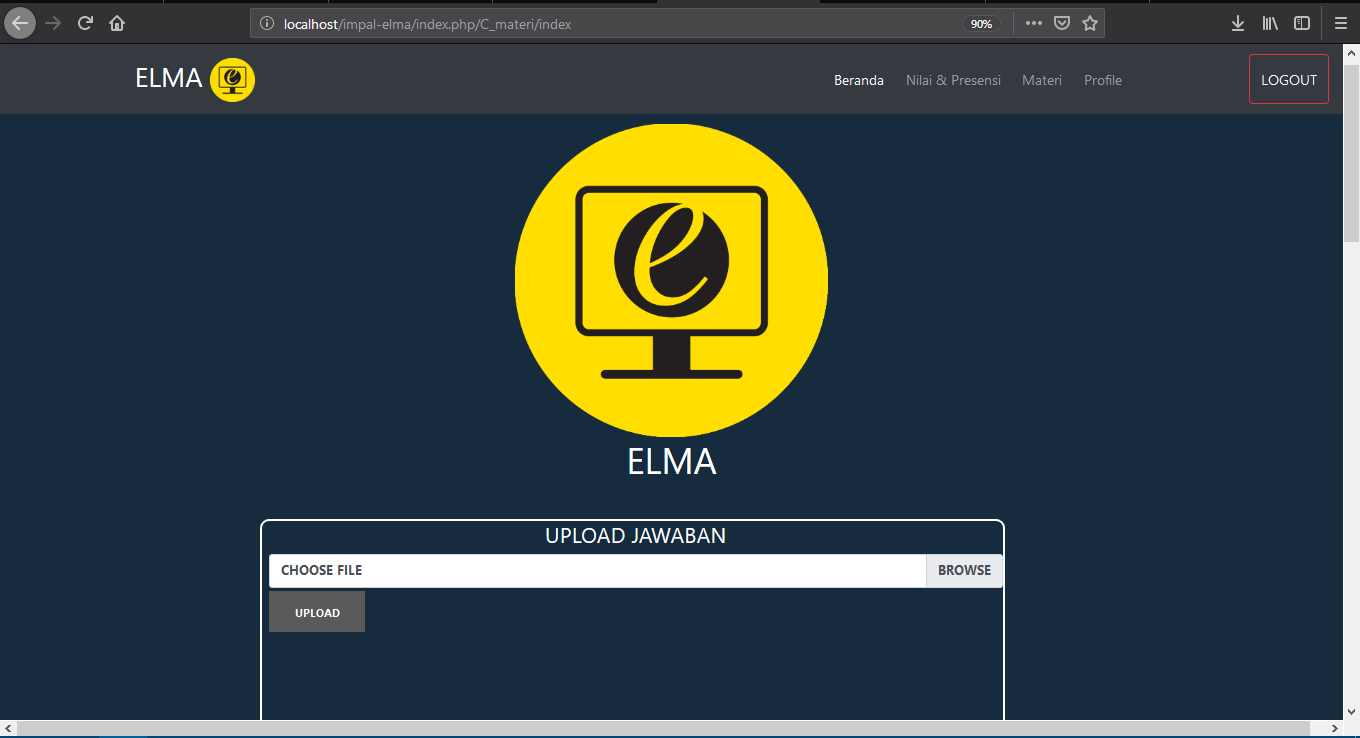 localhost/impal-elma/index.php/C_materi/index
90%
ELMA e
Beranda Nilai & Presensi Materi Profile LOGOUT
e
ELMA
UPLOAD JAWABAN
CHOOSE FILE BROWSE
UPLOAD